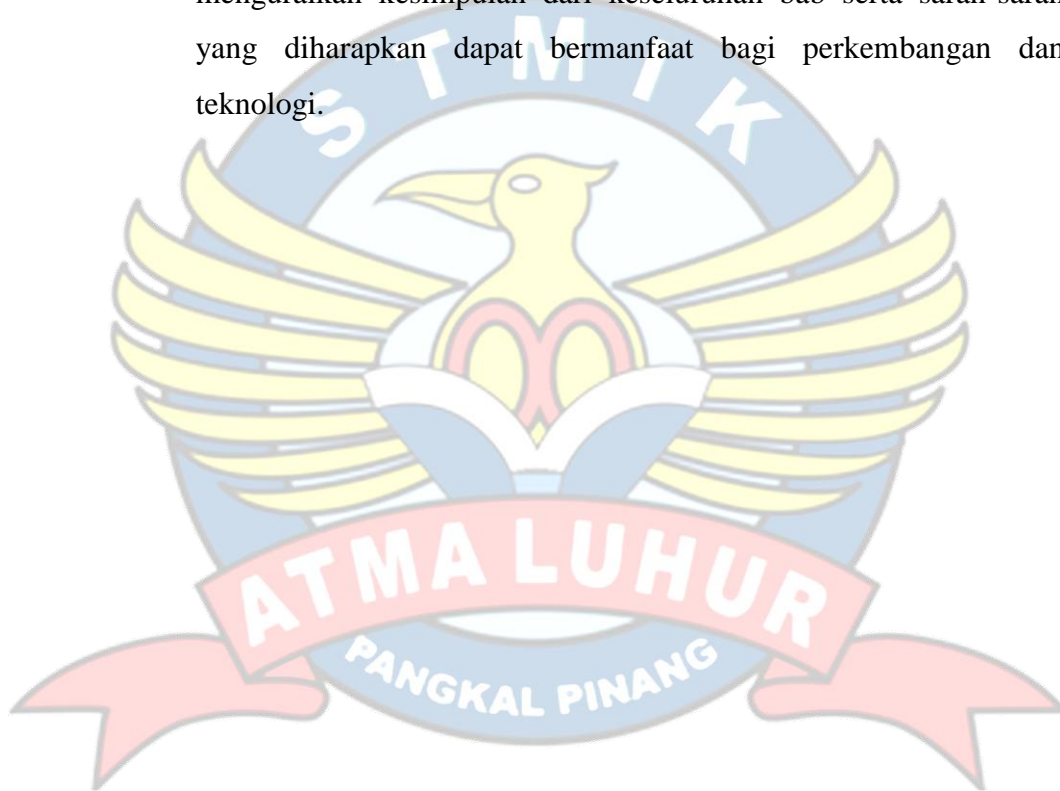 menguraikan kesimpulan dari keseluruhan bab serta saran-saran
yang diharapkan dapat bermanfaat bagi perkembangan dan
teknologi.
STMIK
ATMA LUHUR
PANGKAL PINANG